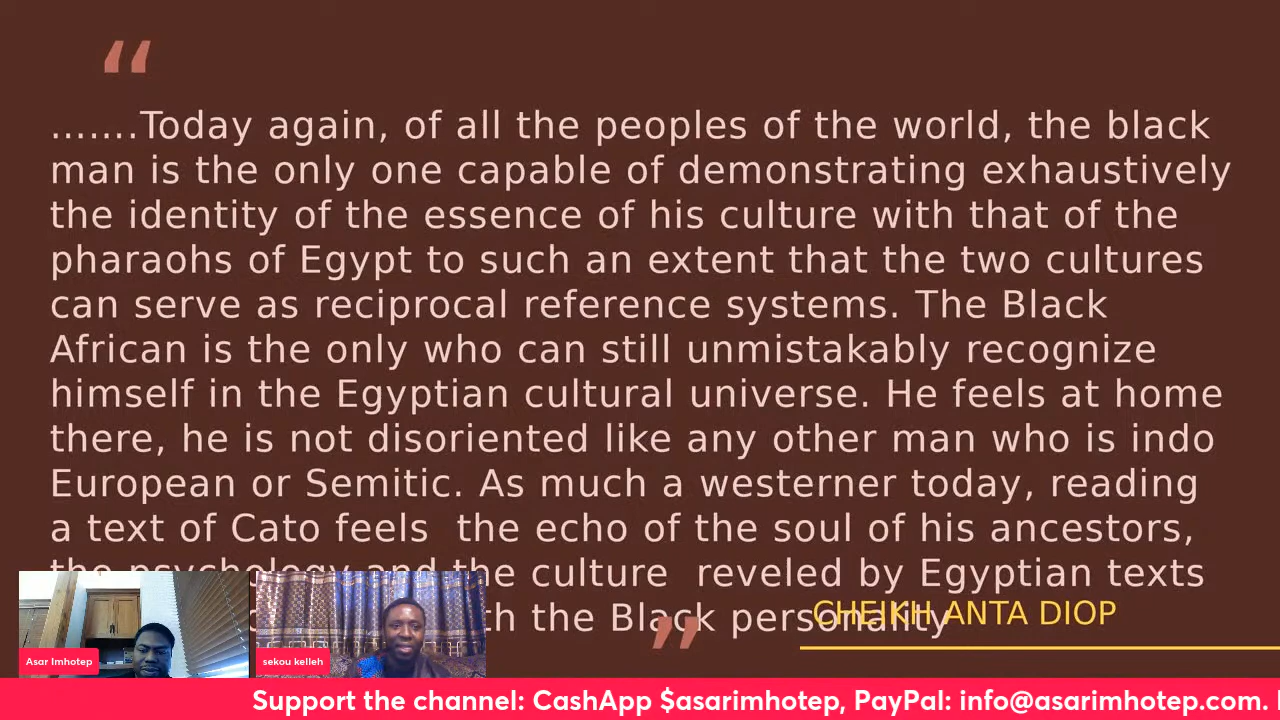 “
.......Today again, of all the peoples of the world, the black
man is the only one capable of demonstrating exhaustively
the identity of the essence of his culture with that of the
pharaohs of Egypt to such an extent that the two cultures
can serve as reciprocal reference systems. The Black
African is the only who can still unmistakably recognize
himself in the Egyptian cultural universe. He feels at home
there, he is not disoriented like any other man who is indo
European or Semitic. As much a westerner today, reading
a text of Cato feels  the echo of the soul of his ancestors,
the psychology and the culture  reveled by Egyptian texts
the Black personality
”
CHEIKH ANTA DIOP
Asar Imhotep
sekou kelleh
Support the channel: CashApp $asarimhotep, PayPal: info@asarimhotep.com.